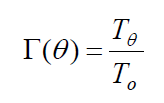 Γ(θ) = T_θ / T_o